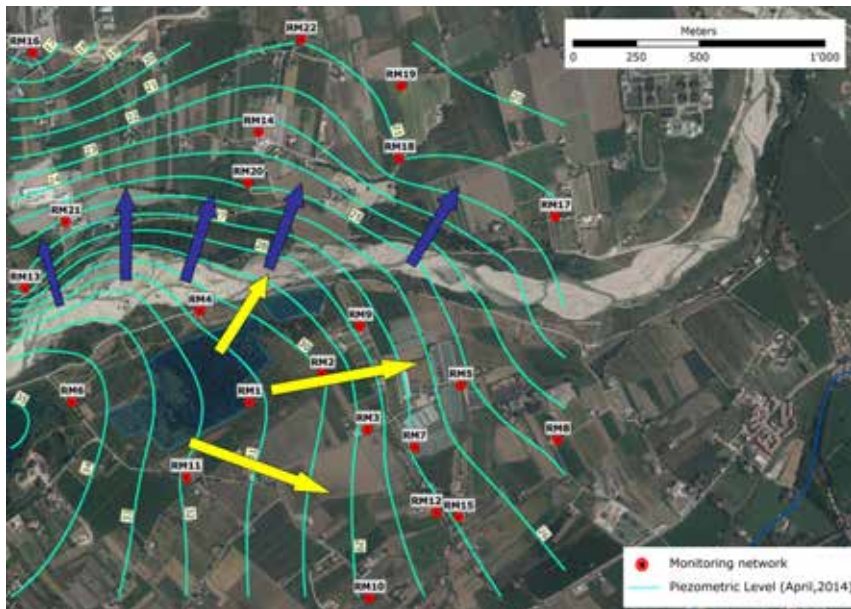 RM16
RM22
Meters
0 250 500 1'000
RM19
RM14
RM18
RM20
RM21
RM17
RM13
RM4
RM9
RM2
RM5
RM6
RM1
RM3
RM7
RM8
RM11
RM12
RM15
RM10
Monitoring network
Piezometric Level (April,2014)